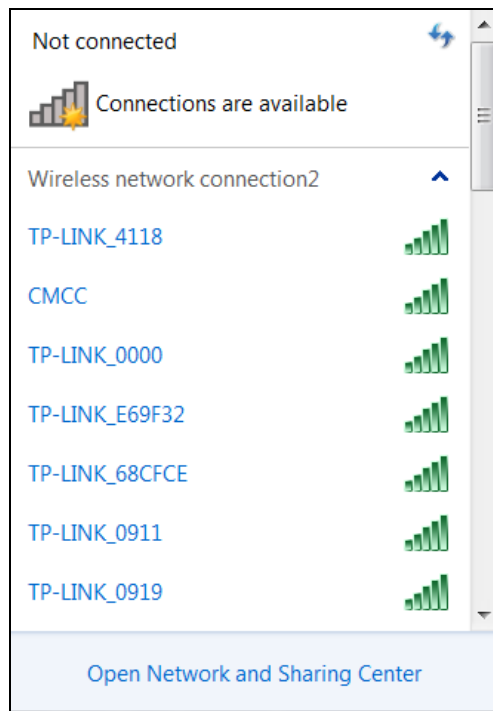 Not connected
Connections are available
Wireless network connection2
TP-LINK_4118
CMCC
TP-LINK_0000
TP-LINK_E69F32
TP-LINK_68CFCE
TP-LINK_0911
TP-LINK_0919
Open Network and Sharing Center